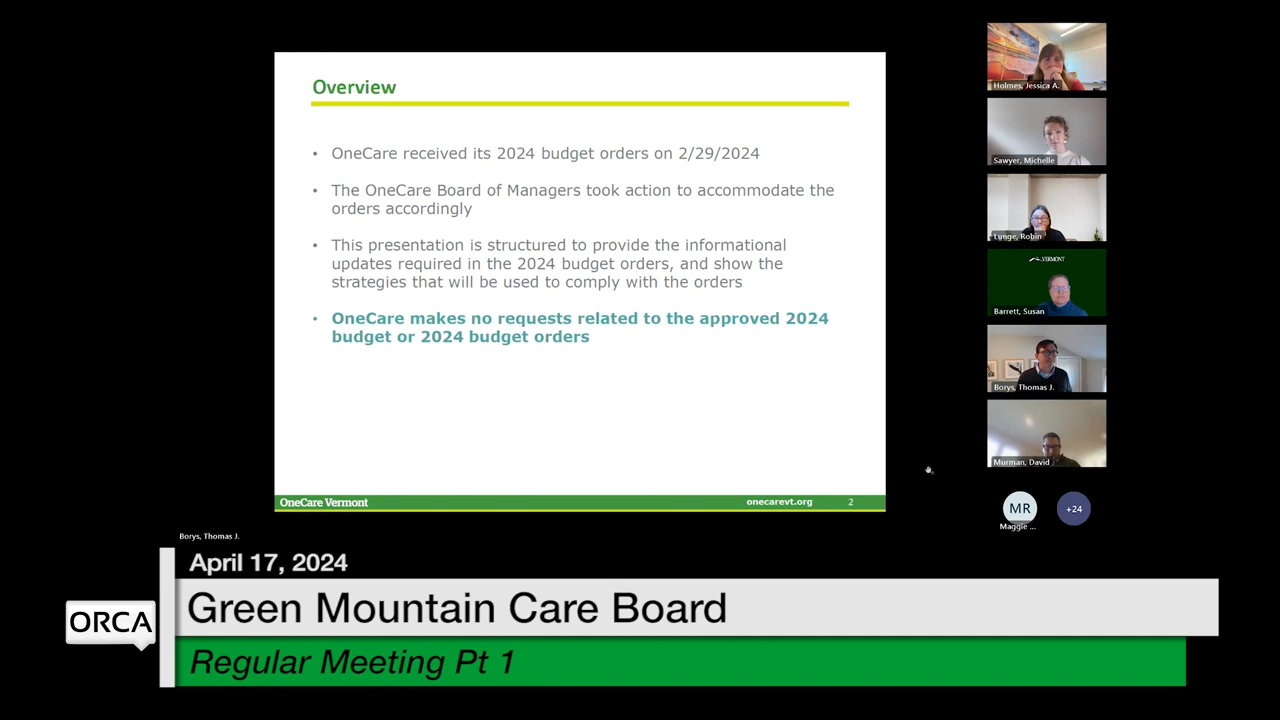 Overview
• OneCare received its 2024 budget orders on 2/29/2024
• The OneCare Board of Managers took action to accommodate the
orders accordingly
• This presentation is structured to provide the informational
updates required in the 2024 budget orders, and show the
strategies that will be used to comply with the orders
• OneCare makes no requests related to the approved 2024
budget or 2024 budget orders
OneCare Vermont
onecarevt.org
2
Holmes, Jessica A.
Sawyer, Michelle
Lunge, Robin
VERMONT
Barrett, Susan
Borys, Thomas J.
Murman, David
MR
Maggie ...
+24
Borys, Thomas J.
April 17, 2024
ORCA
Green Mountain Care Board
Regular Meeting Pt 1